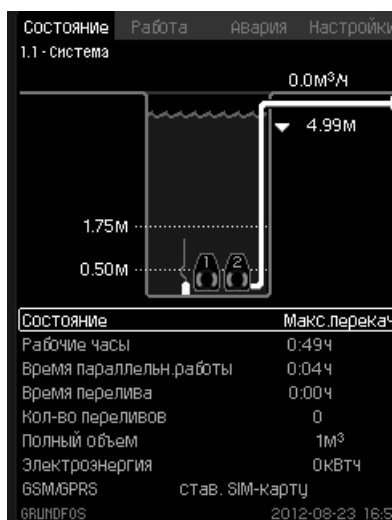 Состояние Работа Авария Настройки
1.1 - Система
0.0м³/ч
4.99м
1.75м
1 2
0.50м
Состояние Макс.перекач
Рабочие часы 0:49ч
Время параллельн.работы 0:04ч
Время перелива 0:00ч
Кол-во переливов 0
Полный объем 1м³
Электроэнергия 0кВтч
GSM/GPRS став. SIM-карту
GRUNDFOS 2012-08-23 16:5